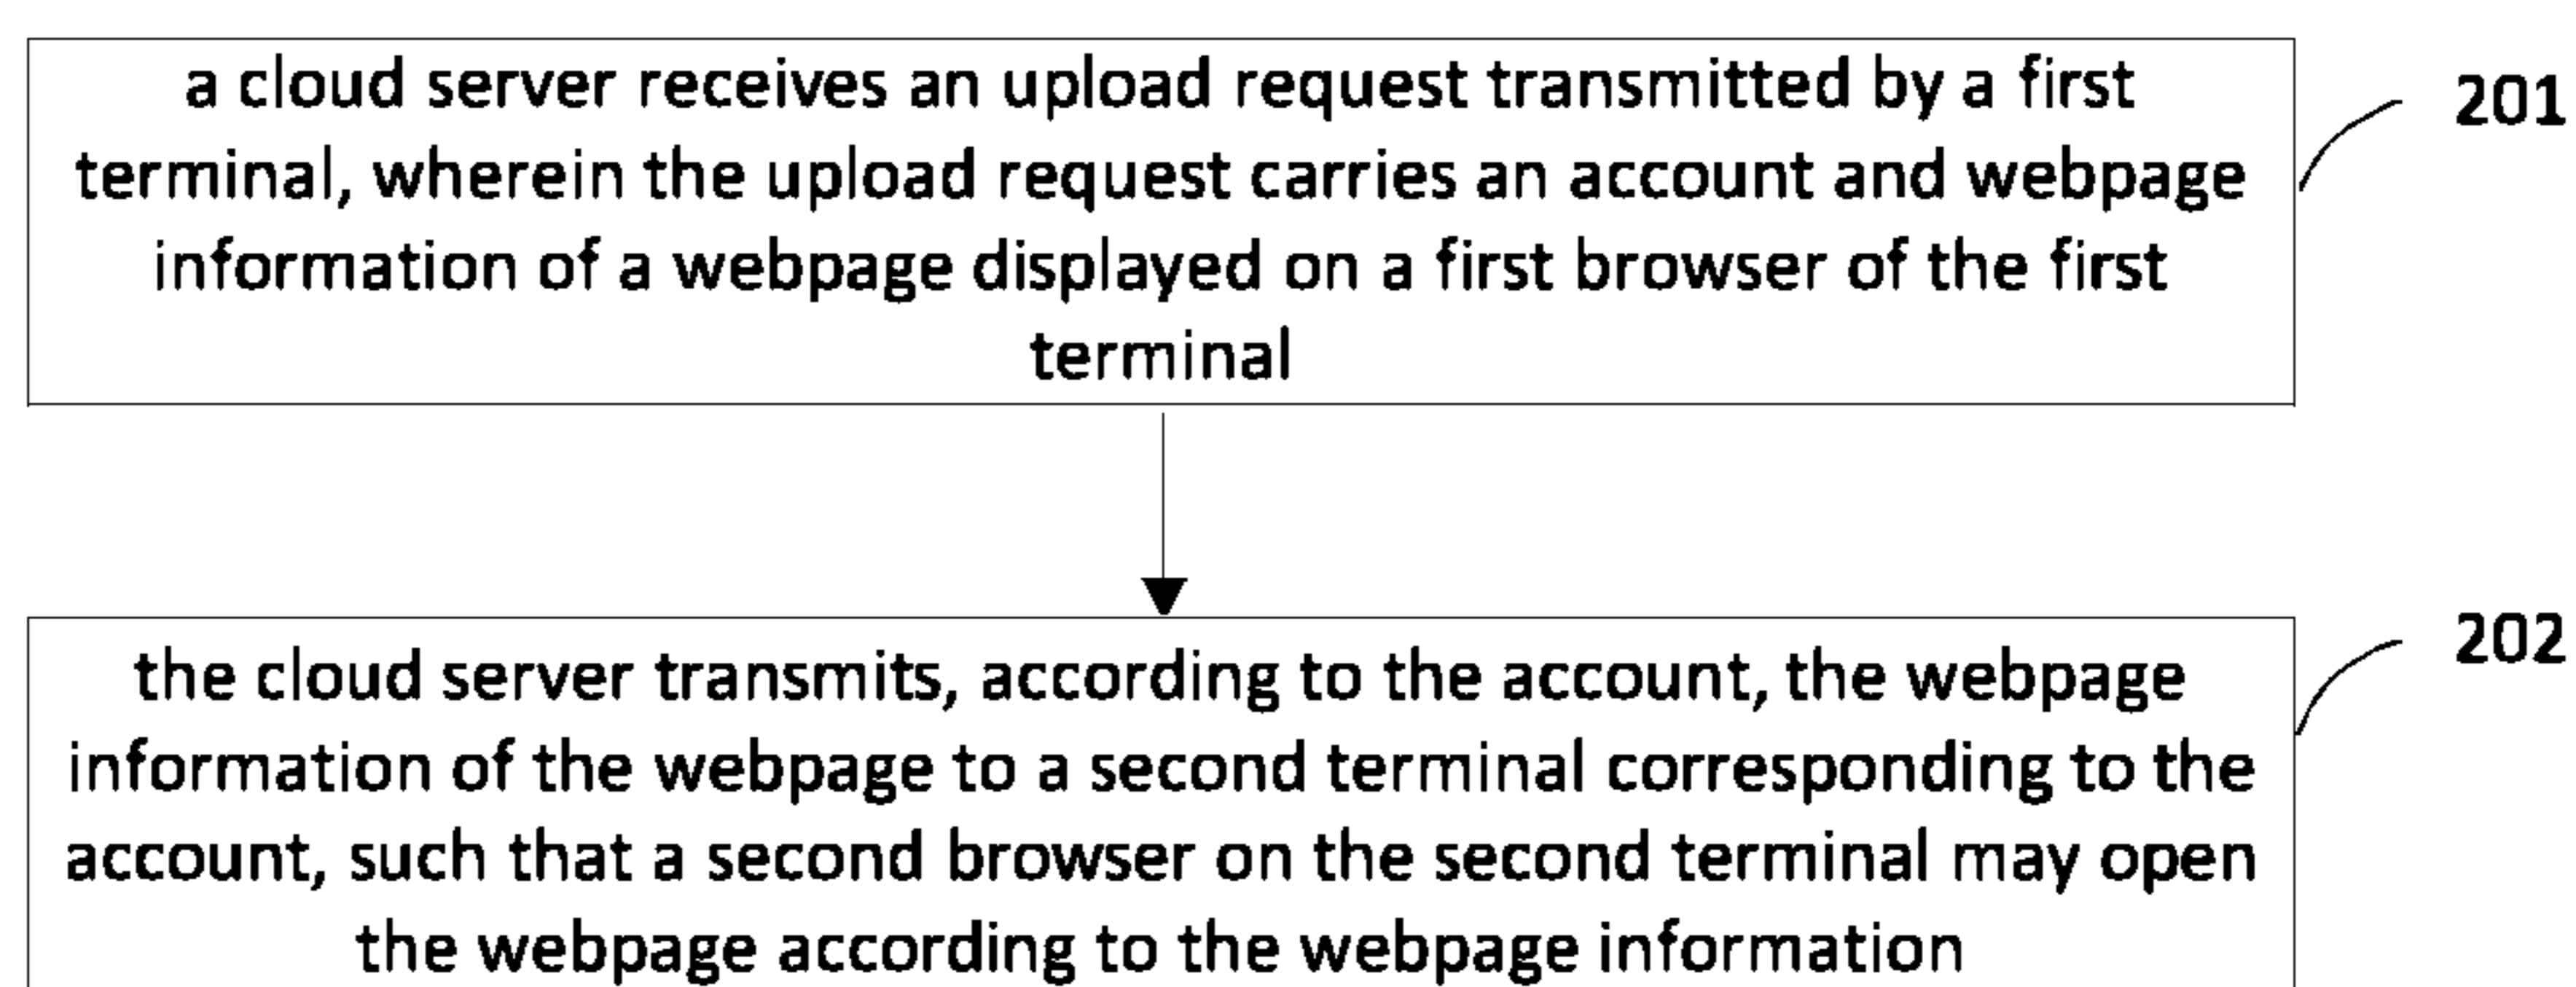 a cloud server receives an upload request transmitted by a first
terminal, wherein the upload request carries an account and webpage
information of a webpage displayed on a first browser of the first
terminal
201
the cloud server transmits, according to the account, the webpage
information of the webpage to a second terminal corresponding to the
account, such that a second browser on the second terminal may open
the webpage according to the webpage information
202